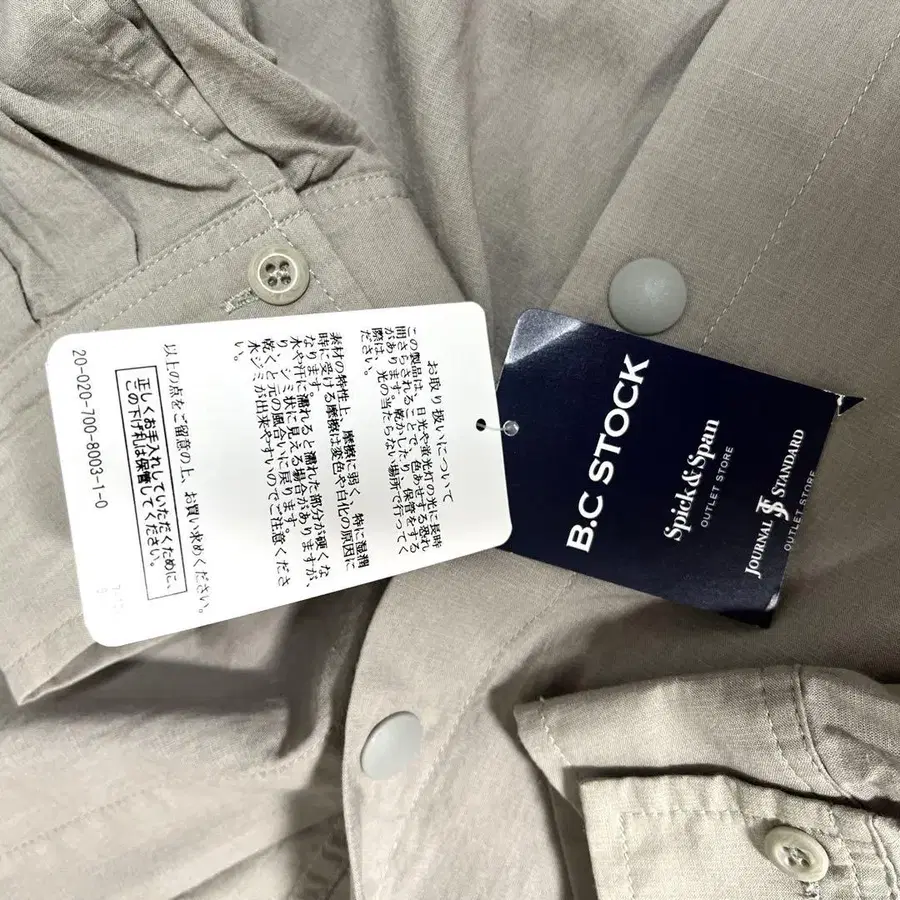 お取り扱いについて
この製品は、日光や蛍光灯の光に長時
間さらされることで、色あせする恐れ
があります。乾かしたり、保管をする
際は、光の当たらない場所で行ってく
ださい。
素材の特性上、摩擦に弱く、特に湿潤
時に受ける摩擦は変色や白化の原因に
なります。
水や汗に濡れると濡れた部分が硬くな
り、シミ状に見える場合がありますが、
乾くと元の風合いに戻ります。
水ジミが出来やすいのでご注意くださ
い。
以上の点をご留意の上、お買い求めください。
正しくお手入れしていただくために、
この下げ札は保管してください。
20-020-700-8003-1-0
B.C STOCK
Spick&Span
OUTLET STORE
JOURNAL JS STANDARD
OUTLET STORE